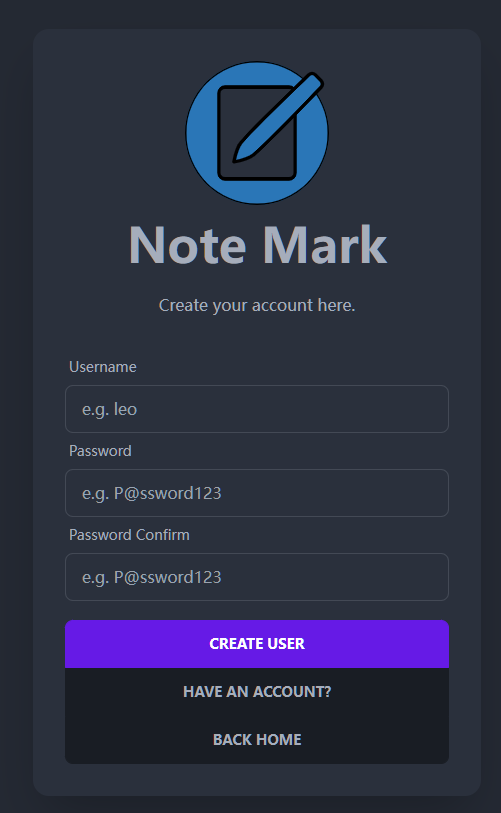 Note Mark
Create your account here.
Username
e.g. leo
Password
e.g. P@ssword123
Password Confirm
e.g. P@ssword123
CREATE USER
HAVE AN ACCOUNT?
BACK HOME